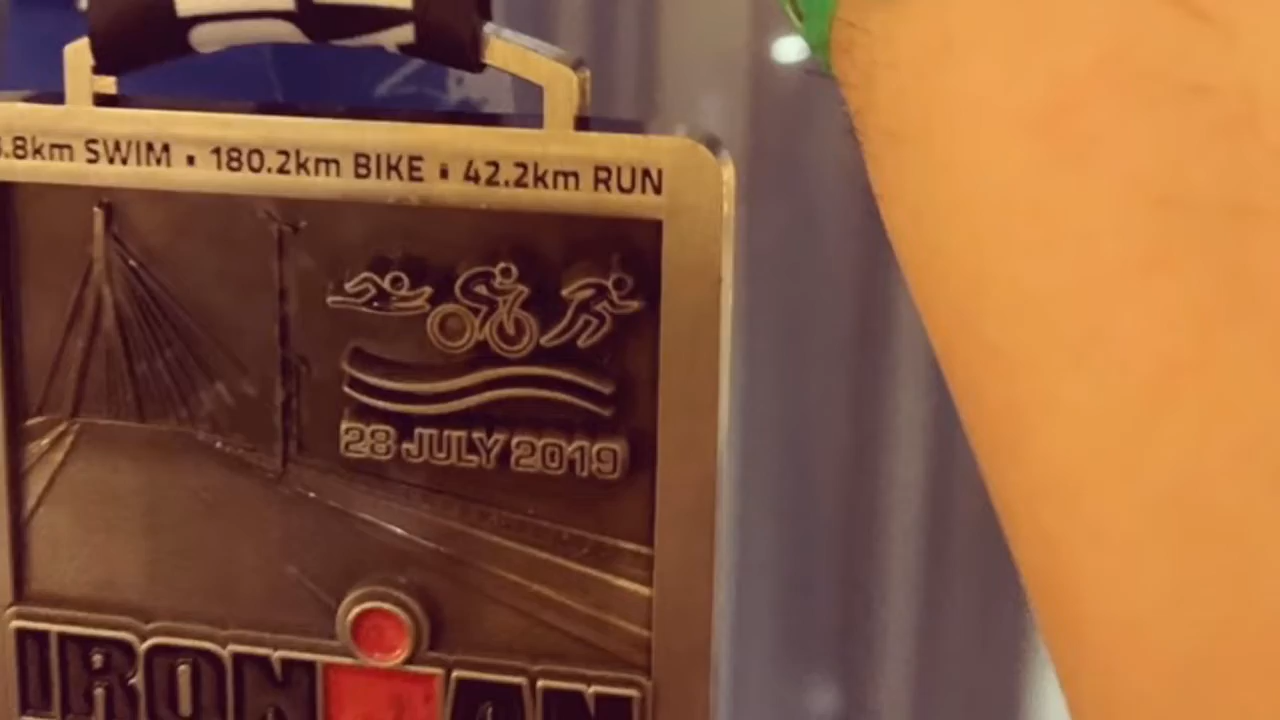 .8km SWIM ▪ 180.2km BIKE ▪ 42.2km RUN
28 JULY 2019
IRONMAN